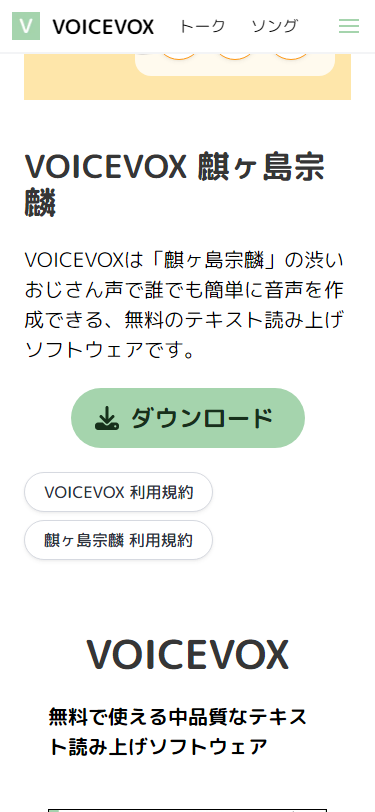 V VOICEVOX トーク ソング
VOICEVOX 麒ヶ島宗
麟
VOICEVOXは「麒ヶ島宗麟」の渋い
おじさん声で誰でも簡単に音声を作
成できる、無料のテキスト読み上げ
ソフトウェアです。
ダウンロード
VOICEVOX 利用規約
麒ヶ島宗麟 利用規約
VOICEVOX
無料で使える中品質なテキス
ト読み上げソフトウェア